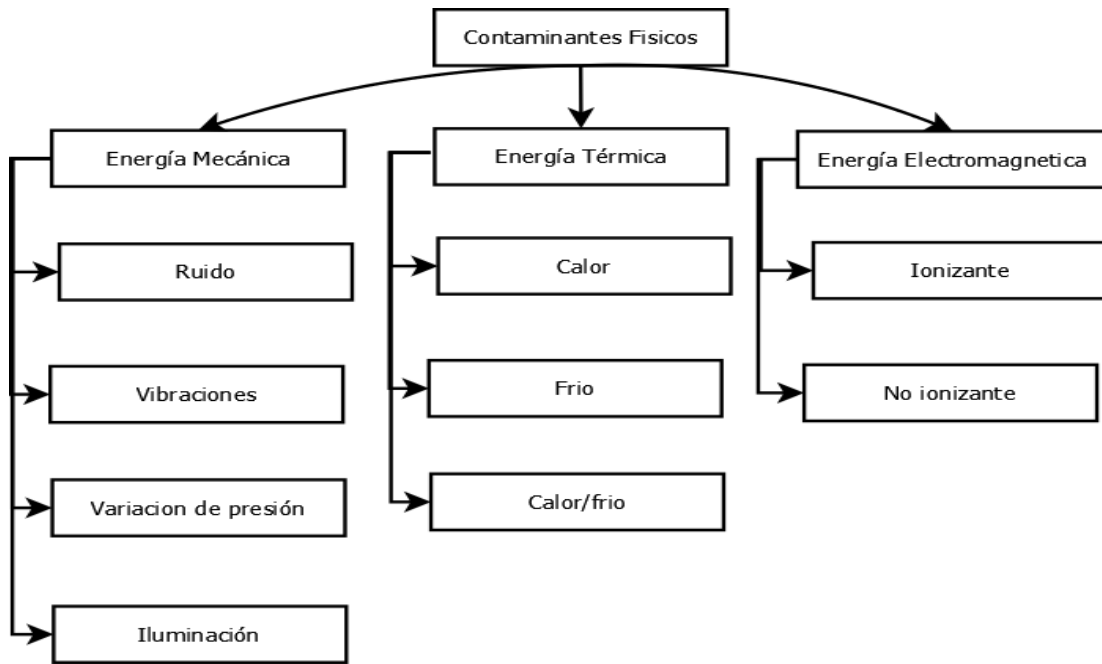 Contaminantes Fisicos
Energía Mecánica
Energía Térmica
Energía Electromagnetica
Ruido
Calor
Ionizante
Vibraciones
Frio
No ionizante
Variacion de presión
Calor/frio
Iluminación